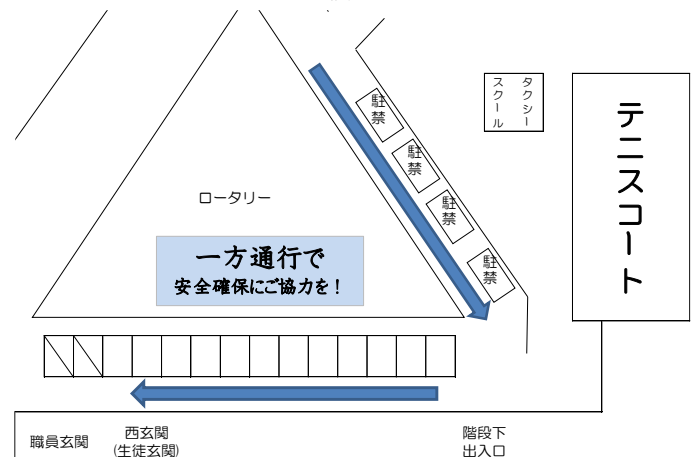 駐禁
駐禁
駐禁
駐禁
タクシー
スクール
テニスコート
ロータリー
一方通行で
安全確保にご協力を！
職員玄関
西玄関
(生徒玄関)
階段下
出入口